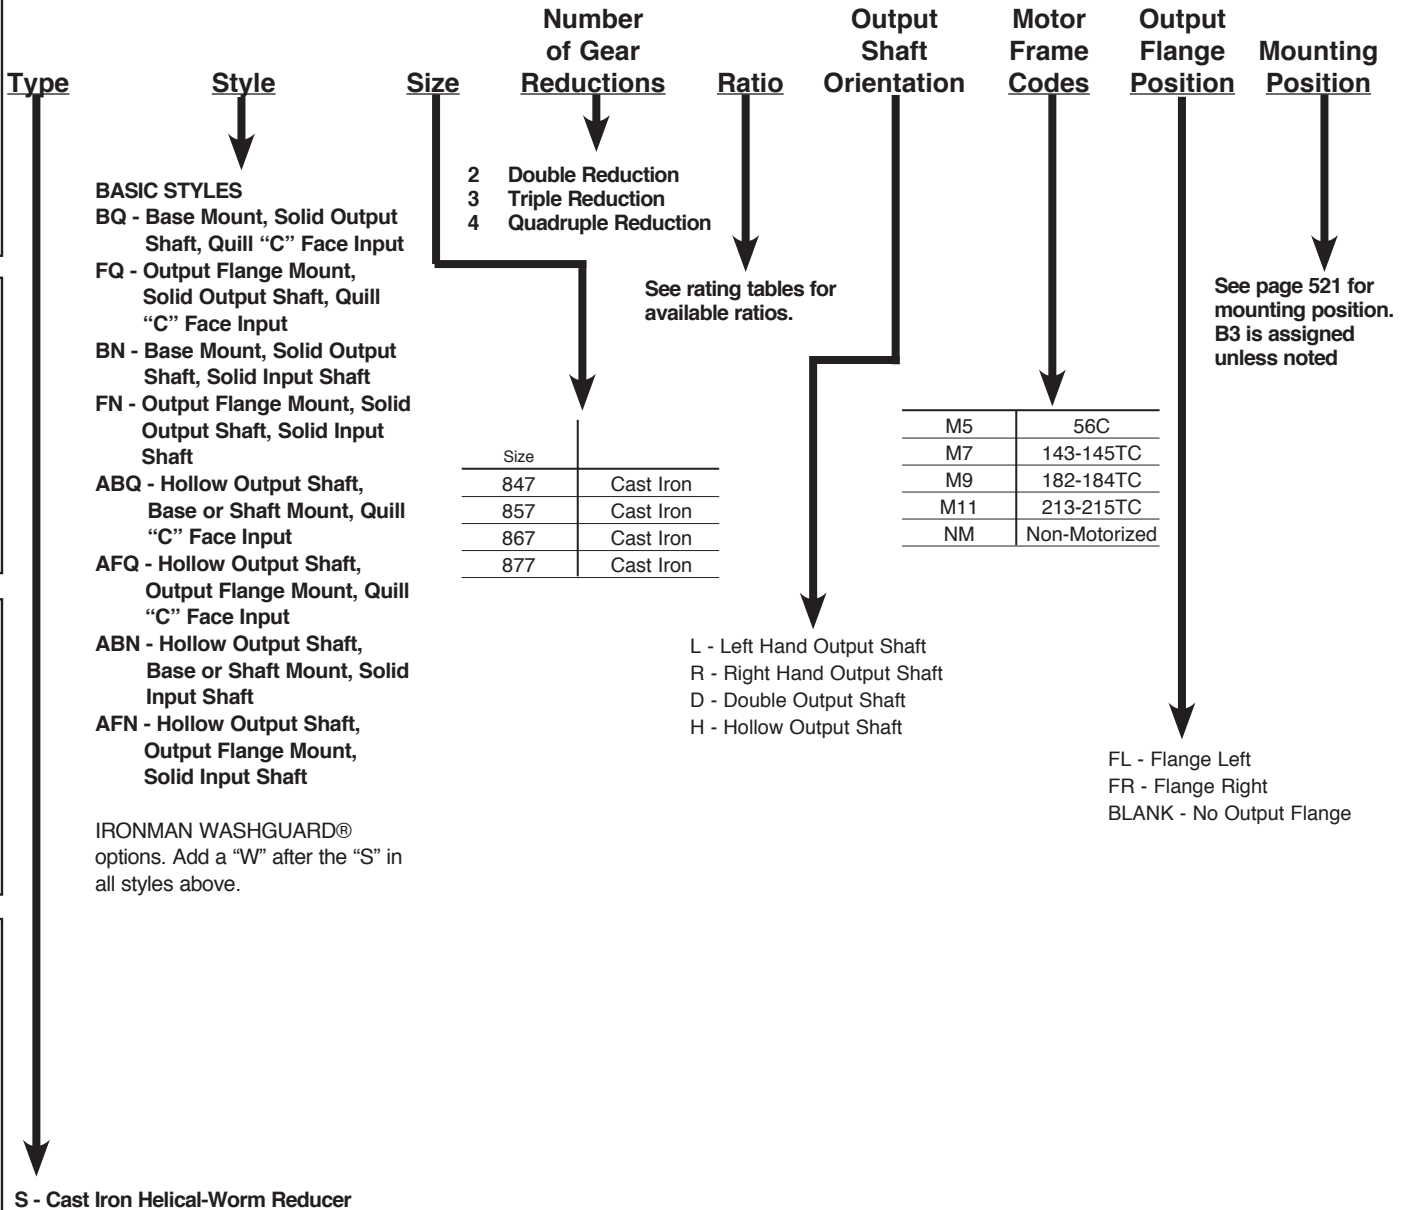 Type
Style
Size
Number
of Gear
Reductions
Ratio
Output
Shaft
Orientation
Motor
Frame
Codes
Output
Flange
Position
Mounting
Position
BASIC STYLES
BQ - Base Mount, Solid Output
Shaft, Quill “C” Face Input
FQ - Output Flange Mount,
Solid Output Shaft, Quill
“C” Face Input
BN - Base Mount, Solid Output
Shaft, Solid Input Shaft
FN - Output Flange Mount, Solid
Output Shaft, Solid Input
Shaft
ABQ - Hollow Output Shaft,
Base or Shaft Mount, Quill
“C” Face Input
AFQ - Hollow Output Shaft,
Output Flange Mount, Quill
“C” Face Input
ABN - Hollow Output Shaft,
Base or Shaft Mount, Solid
Input Shaft
AFN - Hollow Output Shaft,
Output Flange Mount,
Solid Input Shaft
IRONMAN WASHGUARD®
options. Add a “W” after the “S” in
all styles above.
2 Double Reduction
3 Triple Reduction
4 Quadruple Reduction
Size
847 Cast Iron
857 Cast Iron
867 Cast Iron
877 Cast Iron
See rating tables for
available ratios.
L - Left Hand Output Shaft
R - Right Hand Output Shaft
D - Double Output Shaft
H - Hollow Output Shaft
M5 56C
M7 143-145TC
M9 182-184TC
M11 213-215TC
NM Non-Motorized
FL - Flange Left
FR - Flange Right
BLANK - No Output Flange
See page 521 for
mounting position.
B3 is assigned
unless noted
S - Cast Iron Helical-Worm Reducer